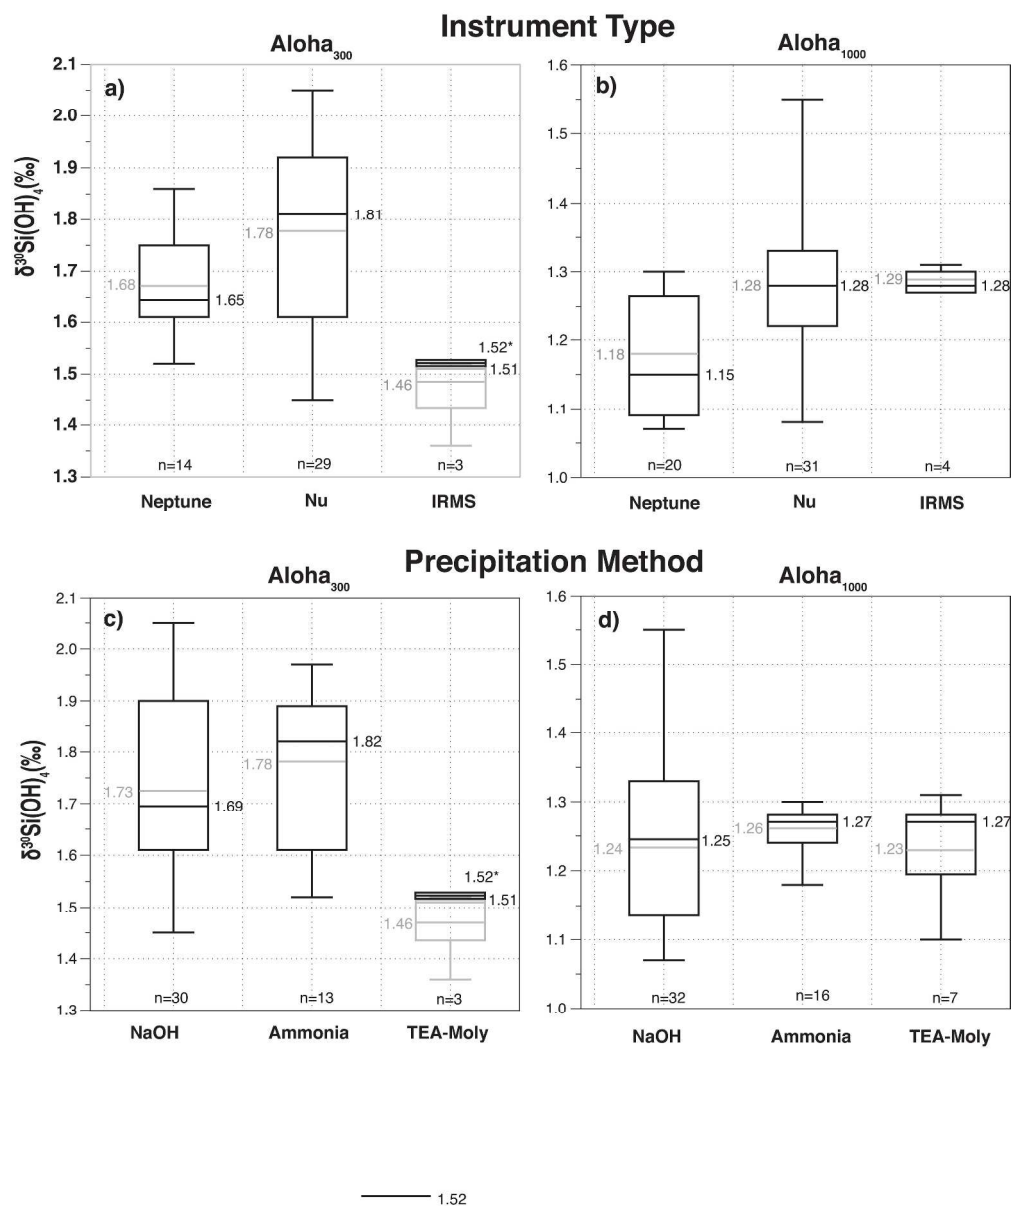 Instrument Type
Aloha300
Aloha1000
a)
b)
δ30Si(OH)4(‰)
2.1
2.0
1.9
1.8
1.7
1.6
1.5
1.4
1.3
1.68
1.65
1.78
1.81
1.52*
1.51
1.46
n=14
n=29
n=3
Neptune
Nu
IRMS
1.6
1.5
1.4
1.3
1.2
1.1
1.0
1.18
1.15
1.28
1.28
1.29
1.28
n=20
n=31
n=4
Neptune
Nu
IRMS
Precipitation Method
Aloha300
Aloha1000
c)
d)
δ30Si(OH)4(‰)
2.1
2.0
1.9
1.8
1.7
1.6
1.5
1.4
1.3
1.73
1.69
1.78
1.82
1.52*
1.51
1.46
n=30
n=13
n=3
NaOH
Ammonia
TEA-Moly
1.6
1.5
1.4
1.3
1.2
1.1
1.0
1.24
1.25
1.26
1.27
1.23
1.27
n=32
n=16
n=7
NaOH
Ammonia
TEA-Moly
1.52